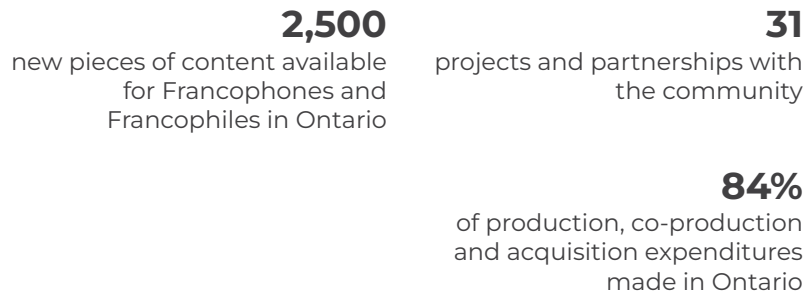 2,500
new pieces of content available
for Francophones and
Francophiles in Ontario
31
projects and partnerships with
the community
84%
of production, co-production
and acquisition expenditures
made in Ontario